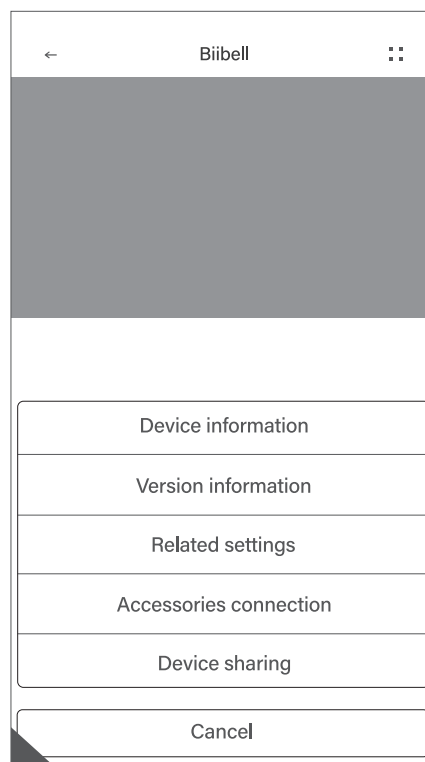 Biibell
Device information
Version information
Related settings
Accessories connection
Device sharing
Cancel